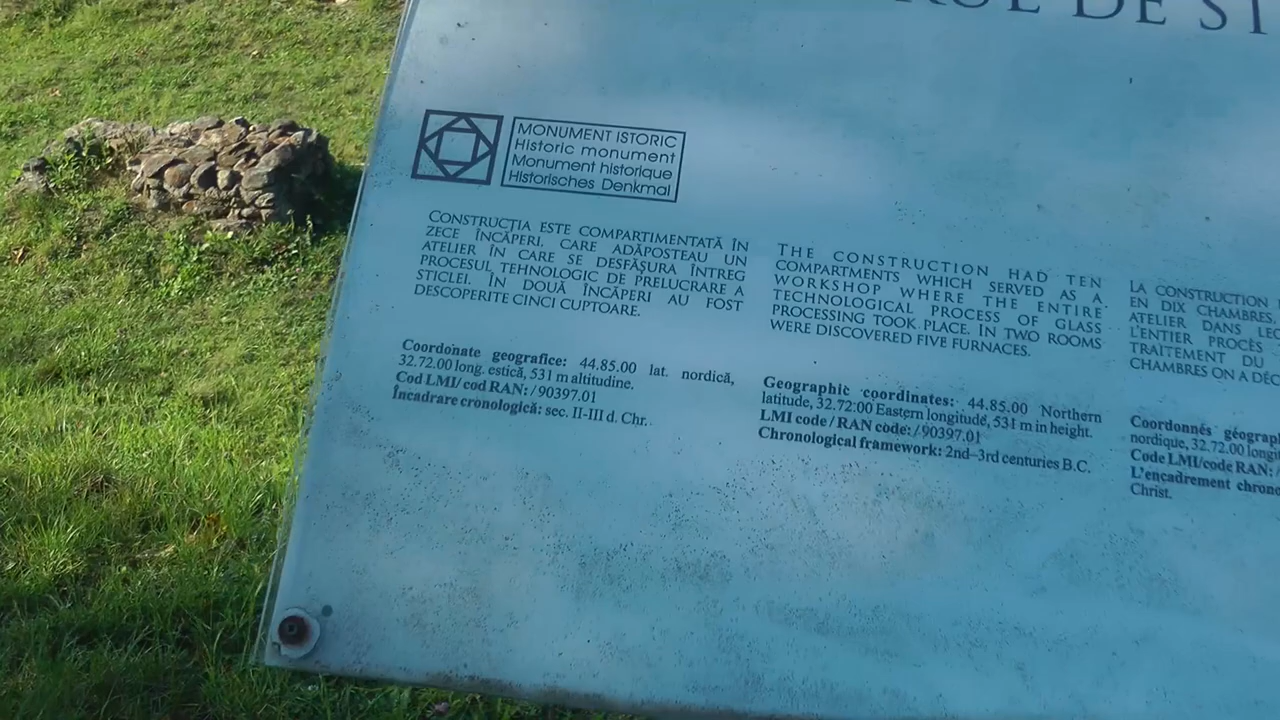 DE
MONUMENT ISTORIC
Historic monument
Monument historique
Historisches Denkmal
CONSTRUCȚIA ESTE COMPARTIMENTATĂ ÎN
ZECE ÎNCĂPERI, CARE ADĂPOSTEAU UN
ATELIER ÎN CARE SE DESFĂȘURA ÎNTREG
PROCESUL TEHNOLOGIC DE PRELUCRARE A
STICLEI. ÎN DOUĂ ÎNCĂPERI AU FOST
DESCOPERITE CINCI CUPTOARE.
Coordonate geografice: 44.85.00 lat. nordică,
32.72.00 long. estică, 531 m altitudine.
Cod LMI/ cod RAN: / 90397.01
Încadrare cronologică: sec. II-III d. Chr.
THE CONSTRUCTION HAD TEN
COMPARTMENTS WHICH SERVED AS A
WORKSHOP WHERE THE ENTIRE
TECHNOLOGICAL PROCESS OF GLASS
PROCESSING TOOK PLACE. IN TWO ROOMS
WERE DISCOVERED FIVE FURNACES.
Geographic coordinates: 44.85.00 Northern
latitude, 32.72.00 Eastern longitude, 531 m in height.
LMI code / RAN code: / 90397.01
Chronological framework: 2nd–3rd centuries B.C.
LA CONSTRUCTION
EN DIX CHAMBRES,
ATELIER DANS
L'ENTIER PROCÈS
TRAITEMENT DU
CHAMBRES ON A
Coordonnés
nordique, 32.72.00
Code LMI/code RAN:
L'encadrement
Christ.